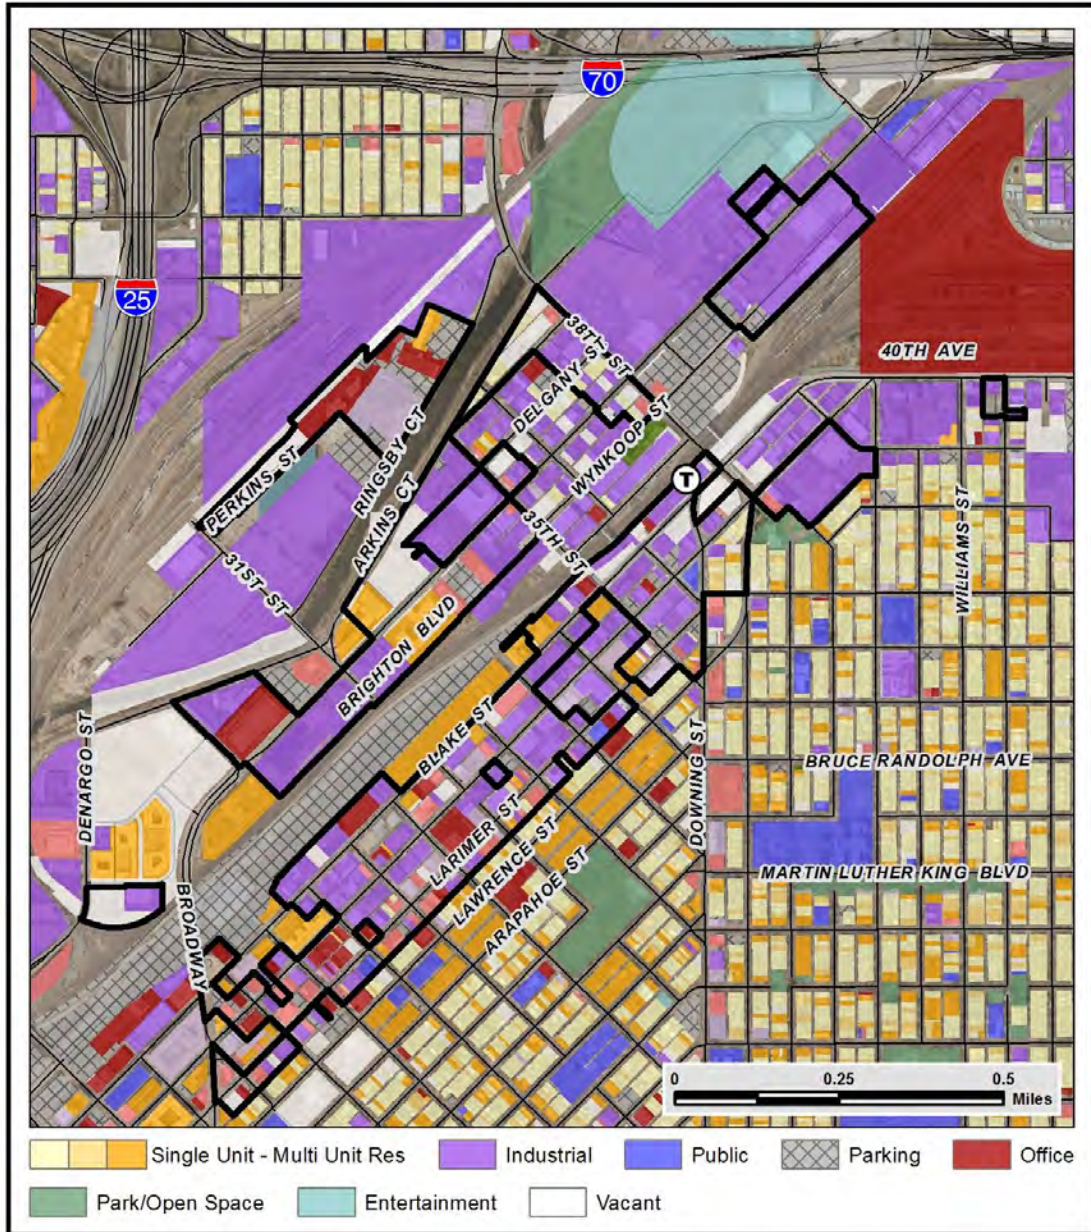 70
25
38TH ST
40TH AVE
DELGANY ST
WYNKOOP ST
RINGSBY CT
PERKINS ST
ARKINS CT
T
35TH ST
WILLIAMS ST
31ST ST
BRIGHTON BLVD
BLAKE ST
DENARGO ST
DOWNING ST
BRUCE RANDOLPH AVE
LARIMER ST
LAWRENCE ST
MARTIN LUTHER KING BLVD
ARAPAHOE ST
BROADWAY
0 0.25 0.5
Miles
Single Unit - Multi Unit Res Industrial Public Parking Office
Park/Open Space Entertainment Vacant